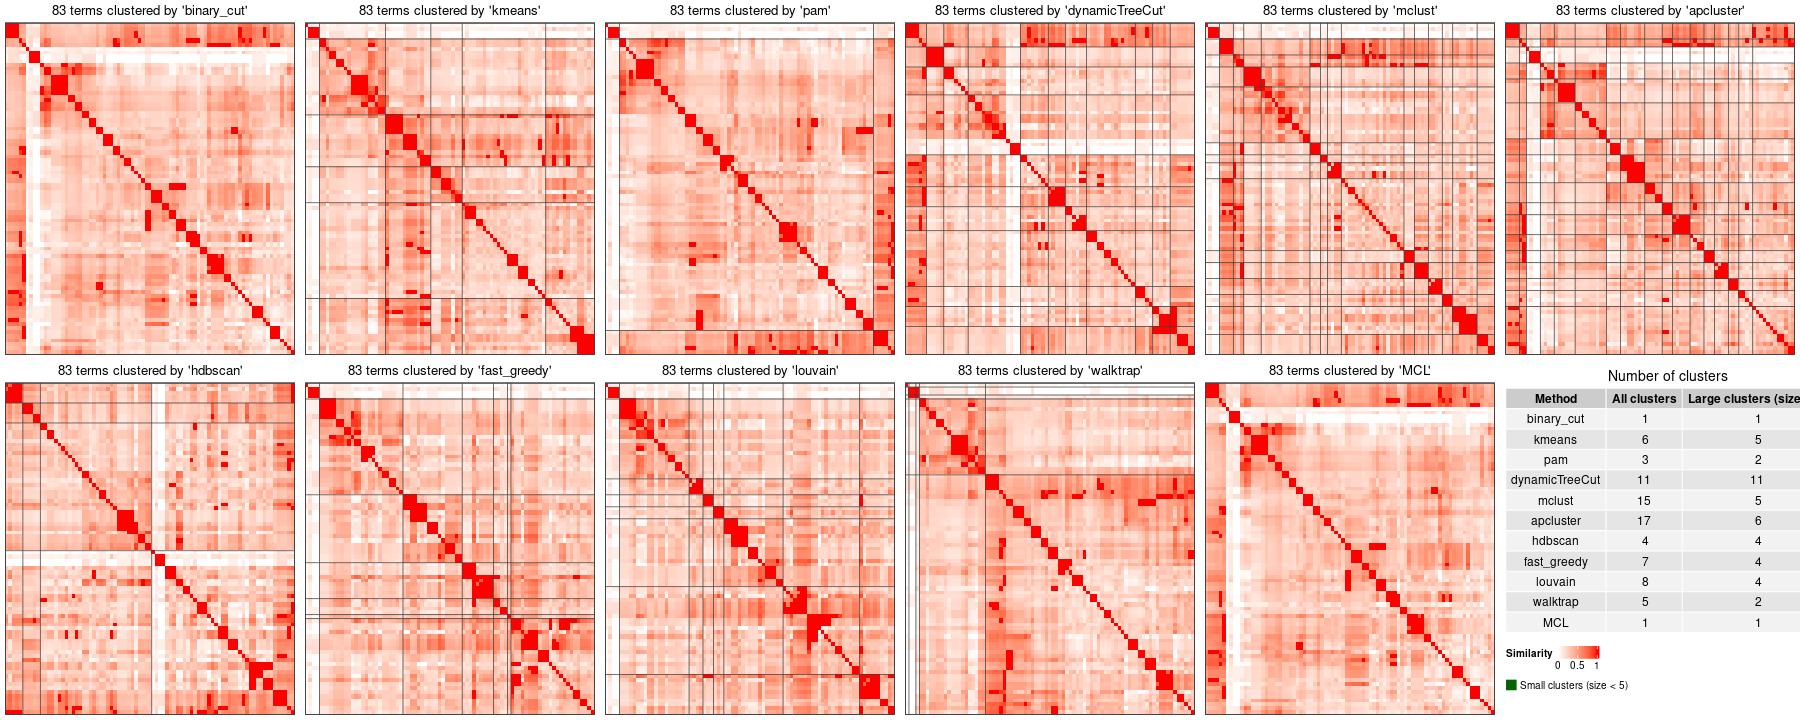 83 terms clustered by 'binary_cut'
83 terms clustered by 'kmeans'
83 terms clustered by 'pam'
83 terms clustered by 'dynamicTreeCut'
83 terms clustered by 'mclust'
83 terms clustered by 'apcluster'
83 terms clustered by 'hdbscan'
83 terms clustered by 'fast_greedy'
83 terms clustered by 'louvain'
83 terms clustered by 'walktrap'
83 terms clustered by 'MCL'
Number of clusters
Method All clusters Large clusters (size
binary_cut 1 1
kmeans 6 5
pam 3 2
dynamicTreeCut 11 11
mclust 15 5
apcluster 17 6
hdbscan 4 4
fast_greedy 7 4
louvain 8 4
walktrap 5 2
MCL 1 1
Similarity
0 0.5 1
Small clusters (size < 5)